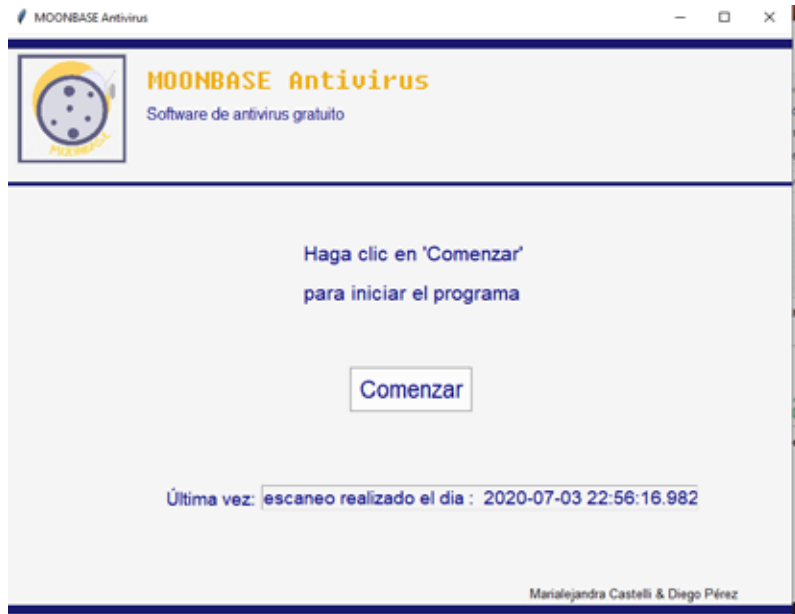 MOONBASE Antivirus
MOONBASE Antivirus
Software de antivirus gratuito
MOONBASE
Haga clic en 'Comenzar'
para iniciar el programa
Comenzar
Última vez: escaneo realizado el dia : 2020-07-03 22:56:16.982
Marialejandra Castelli & Diego Pérez